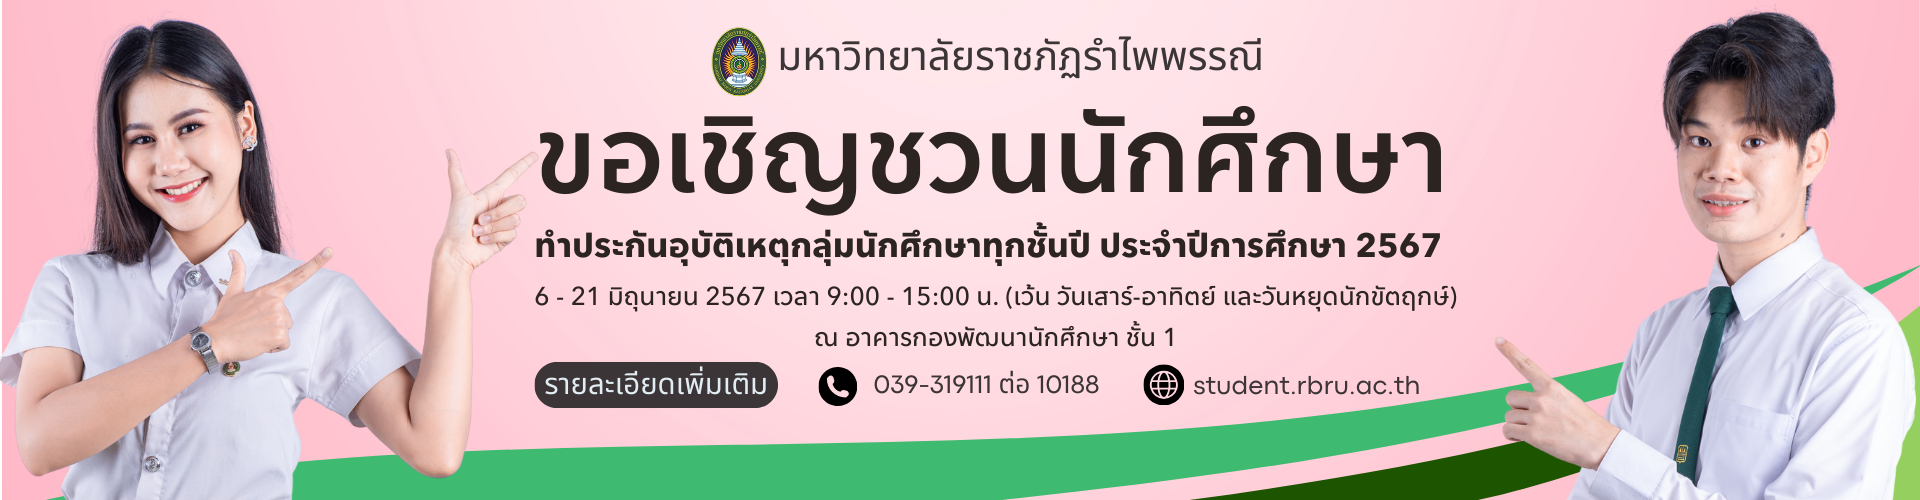 มหาวิทยาลัยราชภัฏรำไพพรรณี
ขอเชิญชวนนักศึกษา
ทำประกันอุบัติเหตุกลุ่มนักศึกษาทุกชั้นปี ประจำปีการศึกษา 2567
6 - 21 มิถุนายน 2567 เวลา 9:00 - 15:00 น. (เว้น วันเสาร์-อาทิตย์ และวันหยุดนักขัตฤกษ์)
ณ อาคารกองพัฒนานักศึกษา ชั้น 1
รายละเอียดเพิ่มเติม 039-319111 ต่อ 10188 student.rbru.ac.th